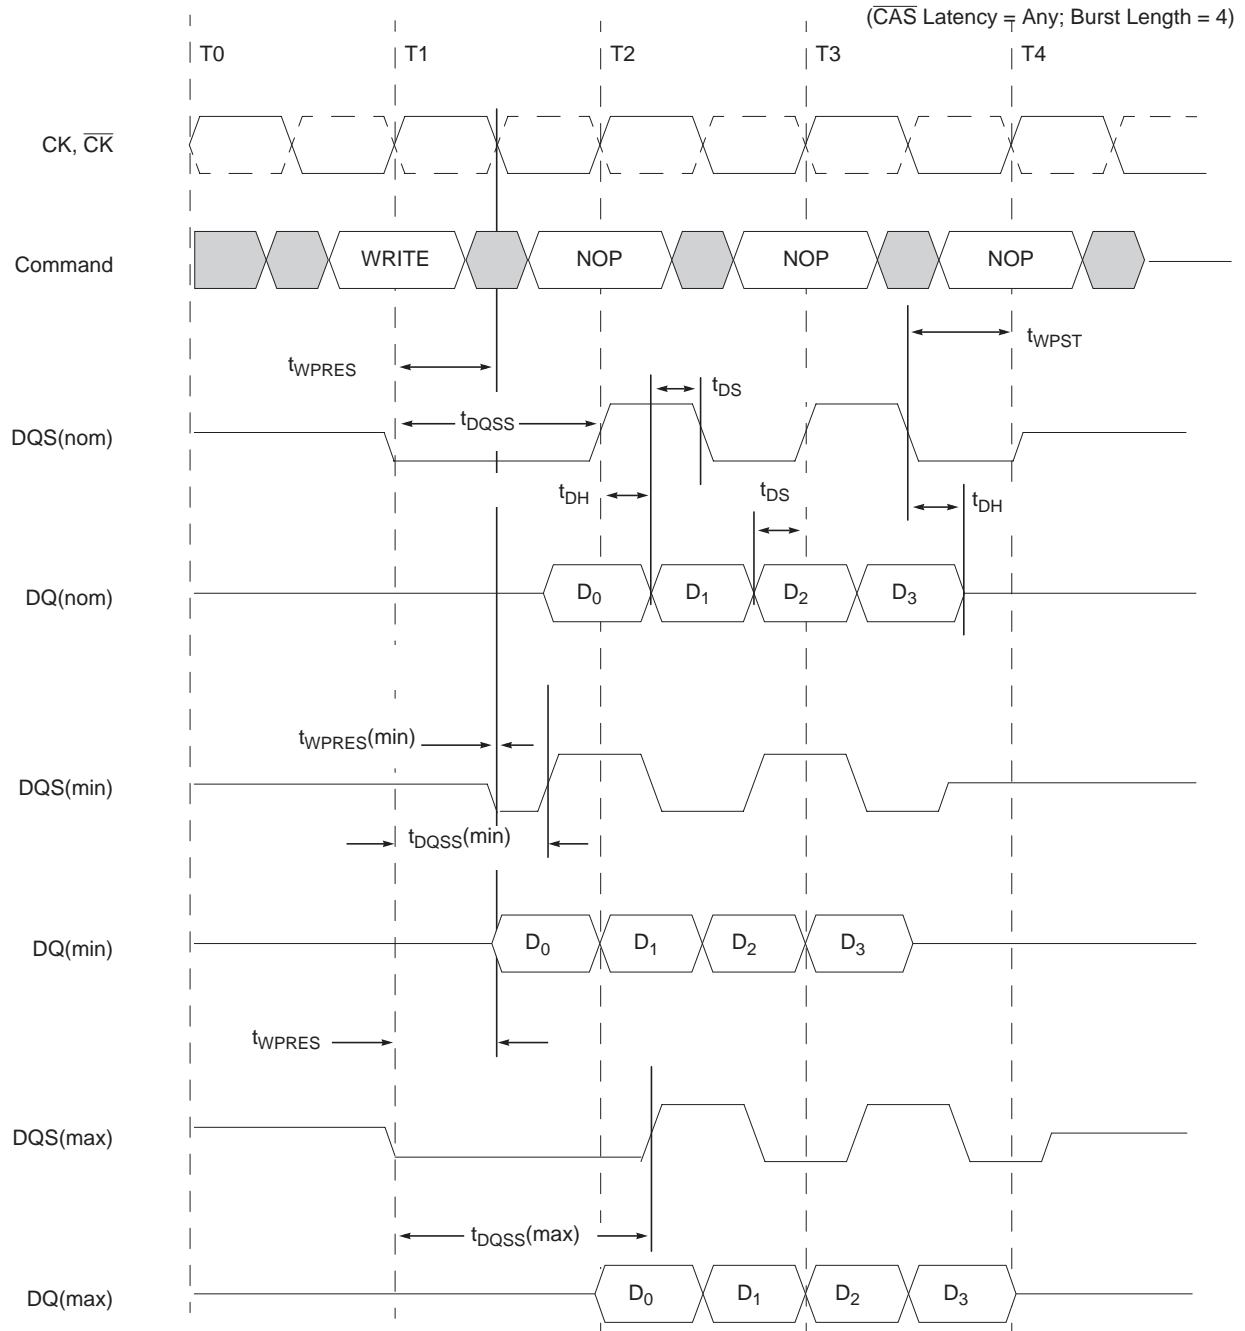 (CAS Latency = Any; Burst Length = 4)
T0 T1 T2 T3 T4
CK, CK
Command WRITE NOP NOP NOP
tWPST
tWPRES
tDS
tDQSS
DQS(nom)
tDH tDS tDH
DQ(nom) D0 D1 D2 D3
tWPRES(min)
DQS(min)
tDQSS(min)
DQ(min) D0 D1 D2 D3
tWPRES
DQS(max)
tDQSS(max)
DQ(max) D0 D1 D2 D3